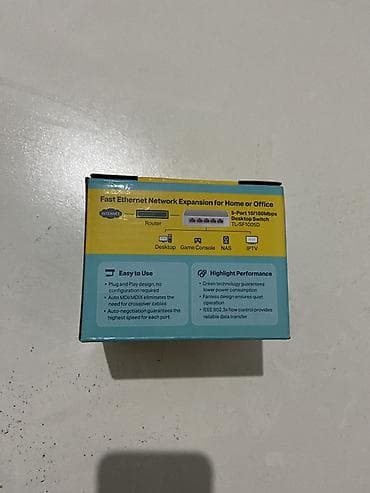 Fast Ethernet Network Expansion for Home or Office
INTERNET
Router
5-Port 10/100Mbps
Desktop Switch
TL-SF1005D
Desktop Game Console NAS IPTV
Easy to Use
• Plug and Play design, no
configuration required
• Auto MDI/MDIX eliminates the
need for crossover cables
• Auto-negotiation guarantees the
highest speed for each port.
Highlight Performance
• Green technology guarantees
lower power consumption
• Fanless design ensures quiet
operation
• IEEE 802.3x flow control provides
reliable data transfer